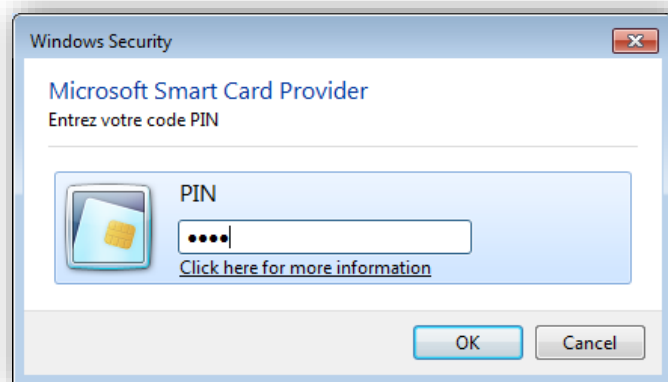 Windows Security
Microsoft Smart Card Provider
Entrez votre code PIN
PIN
••••
Click here for more information
OK
Cancel